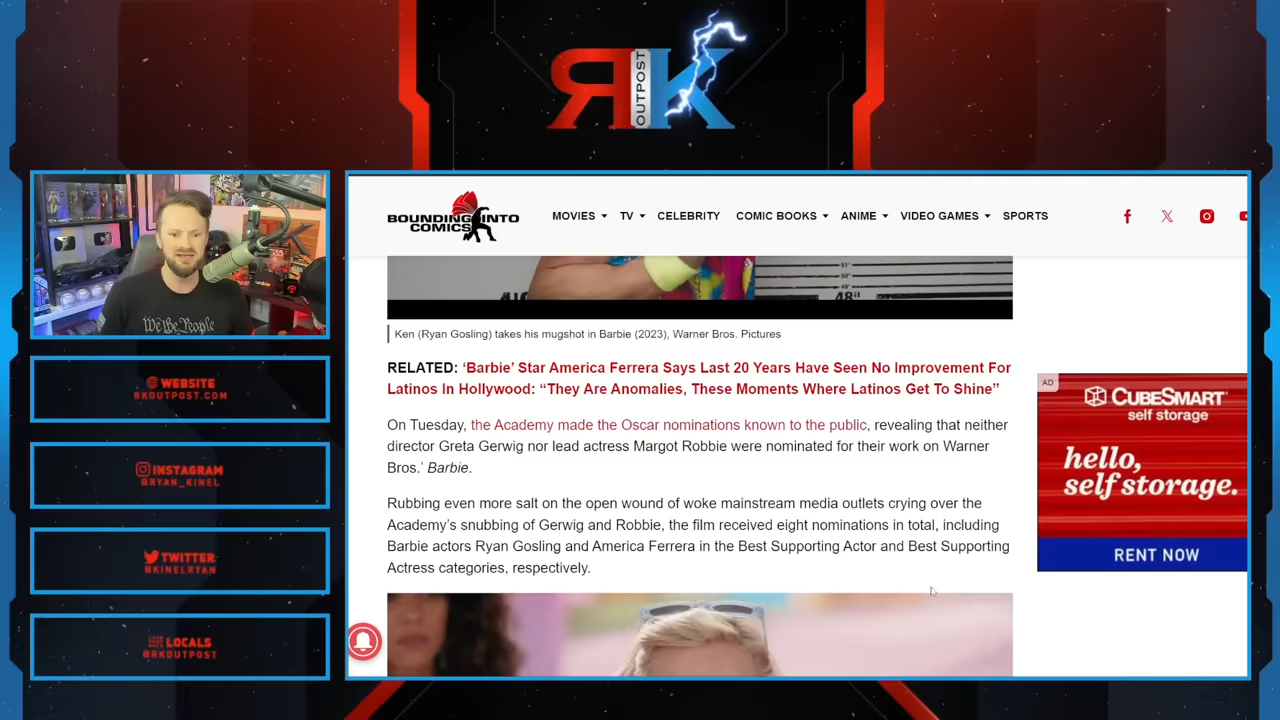 RK
OUTPOST
We the People
WEBSITE
RKOUTPOST.COM
INSTAGRAM
@RYAN_KINEL
TWITTER
@KINELRYAN
LOCALS
@RKOUTPOST
BOUNDING INTO
COMICS
MOVIES TV CELEBRITY COMIC BOOKS ANIME VIDEO GAMES SPORTS
48"
Ken (Ryan Gosling) takes his mugshot in Barbie (2023), Warner Bros. Pictures
RELATED: ‘Barbie’ Star America Ferrera Says Last 20 Years Have Seen No Improvement For
Latinos In Hollywood: “They Are Anomalies, These Moments Where Latinos Get To Shine”
On Tuesday, the Academy made the Oscar nominations known to the public, revealing that neither
director Greta Gerwig nor lead actress Margot Robbie were nominated for their work on Warner
Bros.’ Barbie.
Rubbing even more salt on the open wound of woke mainstream media outlets crying over the
Academy’s snubbing of Gerwig and Robbie, the film received eight nominations in total, including
Barbie actors Ryan Gosling and America Ferrera in the Best Supporting Actor and Best Supporting
Actress categories, respectively.
AD
CUBESMART
self storage
hello,
self storage.
RENT NOW